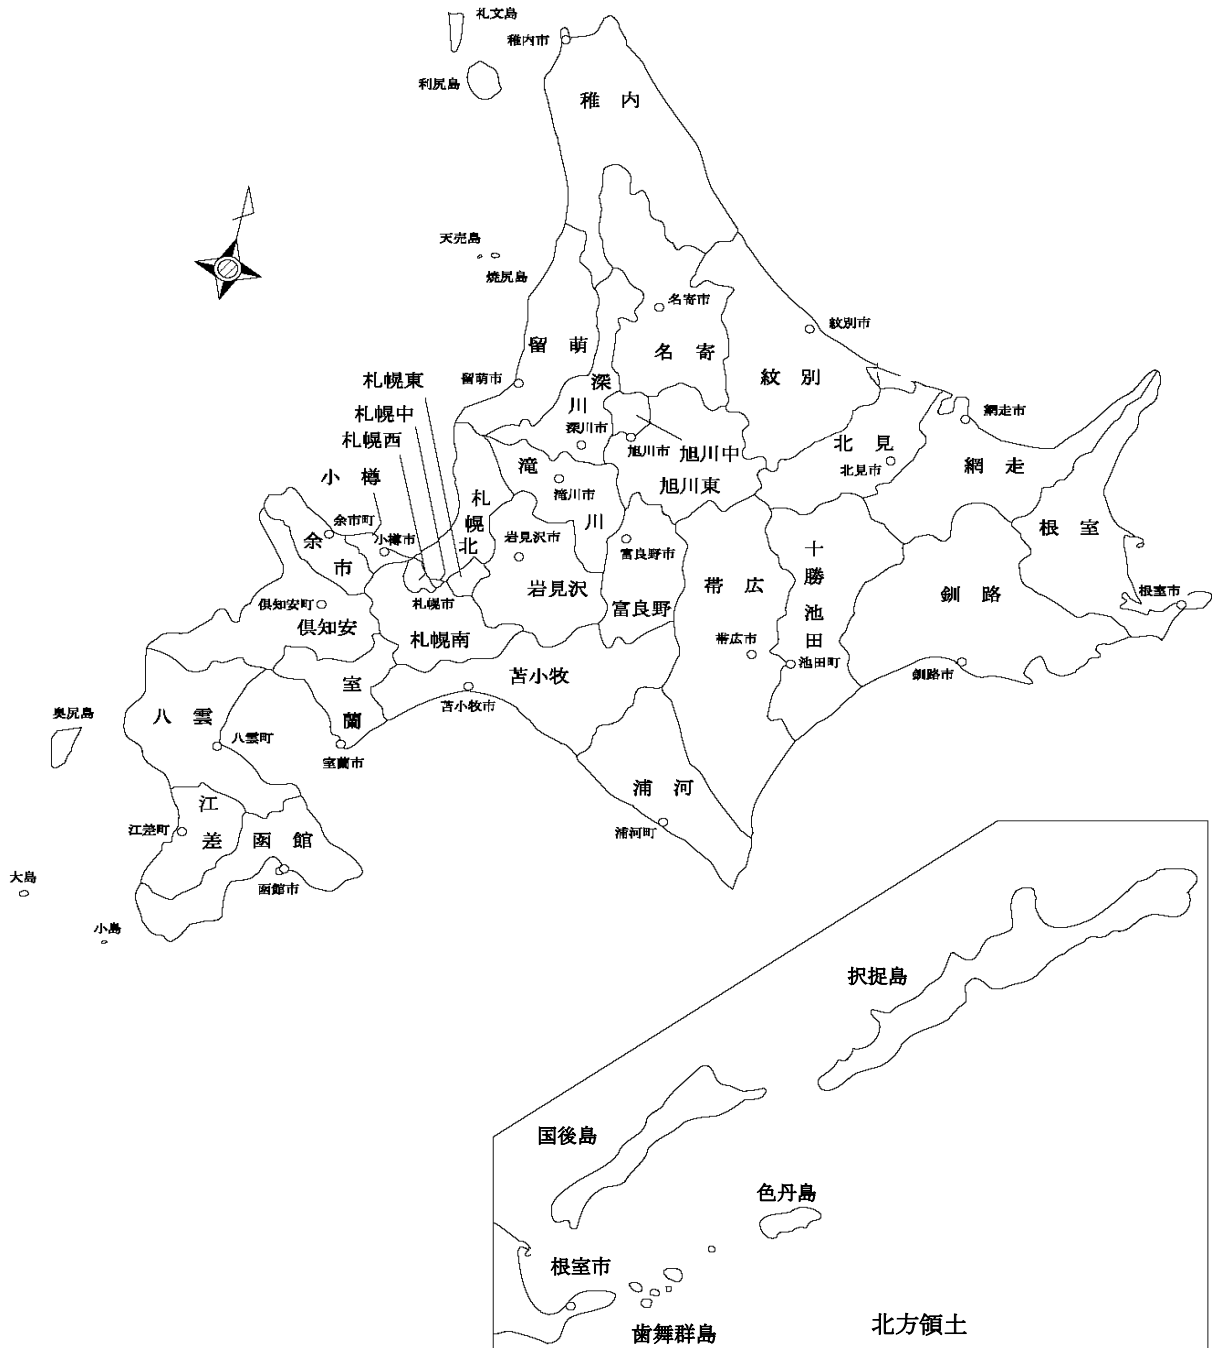 礼文島
稚内市
利尻島
稚内
天売島
焼尻島
名寄市
紋別市
留萌
名寄
紋別
留萌市
深川
深川市
札幌東
札幌中
札幌西
網走市
旭川市
旭川中
北見
北見市
網走
滝川
滝川市
旭川東
小樽
余市町
小樽市
札幌北
岩見沢市
富良野市
根室
余市
十勝池田
倶知安町
札幌市
岩見沢
富良野
帯広
釧路
根室市
倶知安
札幌南
帯広市
池田町
釧路市
室蘭
苫小牧
苫小牧市
奥尻島
八雲
八雲町
室蘭市
浦河
江差
江差町
函館
浦河町
大島
函館市
小島
択捉島
国後島
色丹島
根室市
歯舞群島
北方領土